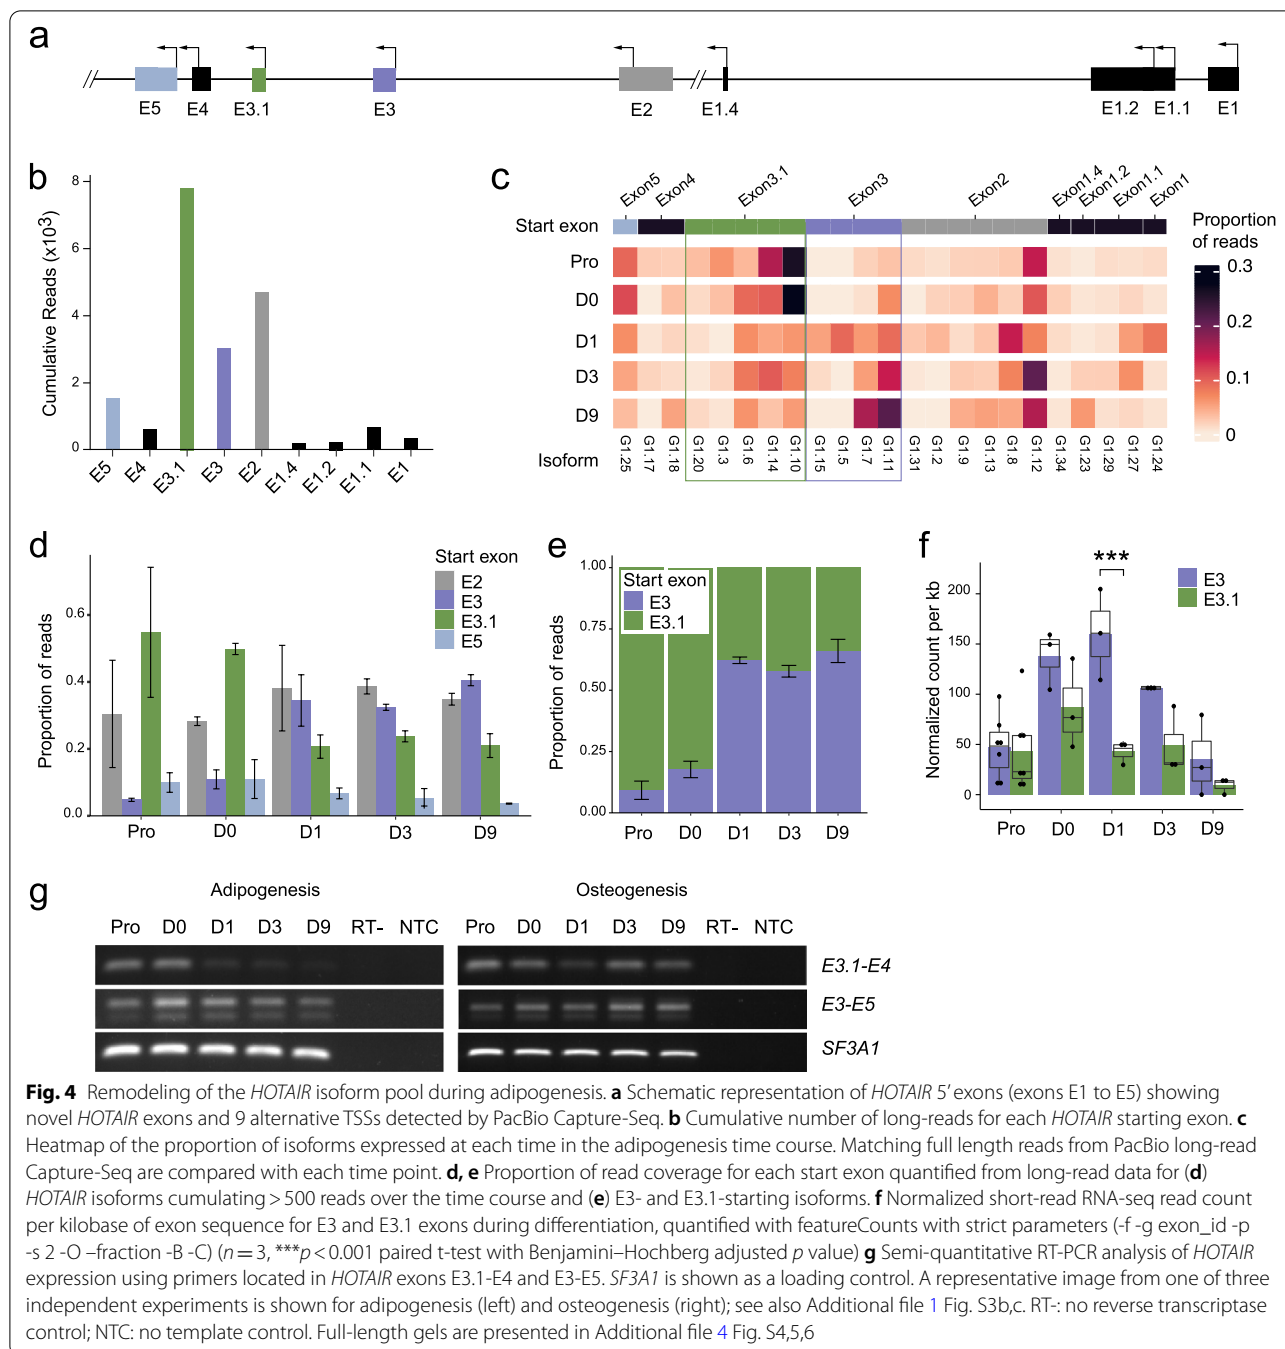 a
E5 E4 E3.1 E3 E2 E1.4 E1.2 E1.1 E1
b
Cumulative Reads (x10³)
8
4
2
0
E5 E4 E3.1 E3 E2 E1.4 E1.2 E1.1 E1
c
Exon5 Exon4 Exon3.1 Exon3 Exon2 Exon1.4 Exon1.2 Exon1.1 Exon1
Start exon
Pro
D0
D1
D3
D9
Isoform
G1.25 G1.17 G1.18 G1.20 G1.3 G1.6 G1.14 G1.10 G1.15 G1.5 G1.7 G1.11 G1.31 G1.2 G1.9 G1.13 G1.8 G1.12 G1.34 G1.23 G1.29 G1.27 G1.24
Proportion
of reads
0.3
0.2
0.1
0
d
Proportion of reads
0.6
0.4
0.2
0.0
Start exon
E2
E3
E3.1
E5
Pro D0 D1 D3 D9
e
Proportion of reads
1.00
0.75
0.50
0.25
0.00
Start exon
E3
E3.1
Pro D0 D1 D3 D9
f
Normalized count per kb
200
150
100
50
0
***
E3
E3.1
Pro D0 D1 D3 D9
g
Adipogenesis Osteogenesis
Pro D0 D1 D3 D9 RT- NTC Pro D0 D1 D3 D9 RT- NTC
E3.1-E4
E3-E5
SF3A1
Fig. 4 Remodeling of the HOTAIR isoform pool during adipogenesis. a Schematic representation of HOTAIR 5′ exons (exons E1 to E5) showing
novel HOTAIR exons and 9 alternative TSSs detected by PacBio Capture-Seq. b Cumulative number of long-reads for each HOTAIR starting exon. c
Heatmap of the proportion of isoforms expressed at each time in the adipogenesis time course. Matching full length reads from PacBio long-read
Capture-Seq are compared with each time point. d, e Proportion of read coverage for each start exon quantified from long-read data for (d)
HOTAIR isoforms cumulating > 500 reads over the time course and (e) E3- and E3.1-starting isoforms. f Normalized short-read RNA-seq read count
per kilobase of exon sequence for E3 and E3.1 exons during differentiation, quantified with featureCounts with strict parameters (-f -g exon_id -p
-s 2 -O –fraction -B -C) (n = 3, ***p < 0.001 paired t-test with Benjamini–Hochberg adjusted p value) g Semi-quantitative RT-PCR analysis of HOTAIR
expression using primers located in HOTAIR exons E3.1-E4 and E3-E5. SF3A1 is shown as a loading control. A representative image from one of three
independent experiments is shown for adipogenesis (left) and osteogenesis (right); see also Additional file 1 Fig. S3b,c. RT-: no reverse transcriptase
control; NTC: no template control. Full-length gels are presented in Additional file 4 Fig. S4,5,6